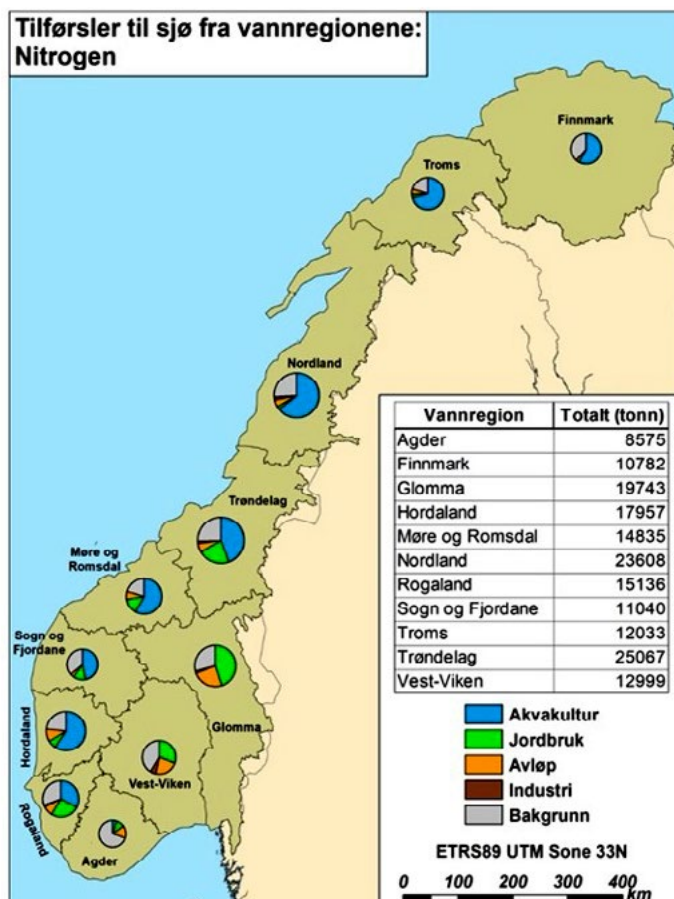 Tilførsler til sjø fra vannregionene:
Nitrogen
Finnmark
Troms
Nordland
Trøndelag
Møre og
Romsdal
Sogn og
Fjordane
Hordaland
Glomma
Vest-Viken
Rogaland
Agder
Vannregion Totalt (tonn)
Agder 8575
Finnmark 10782
Glomma 19743
Hordaland 17957
Møre og Romsdal 14835
Nordland 23608
Rogaland 15136
Sogn og Fjordane 11040
Troms 12033
Trøndelag 25067
Vest-Viken 12999
Akvakultur
Jordbruk
Avløp
Industri
Bakgrunn
ETRS89 UTM Sone 33N
0 100 200 300 400
km